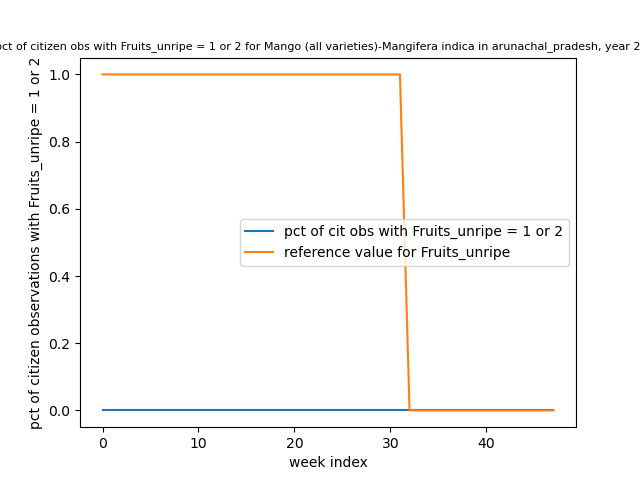 pct of citizen obs with Fruits_unripe = 1 or 2 for Mango (all varieties)-Mangifera indica in arunachal_pradesh, year 2
pct of citizen observations with Fruits_unripe = 1 or 2
1.0
0.8
0.6
0.4
0.2
0.0
pct of cit obs with Fruits_unripe = 1 or 2
reference value for Fruits_unripe
0 10 20 30 40
week index